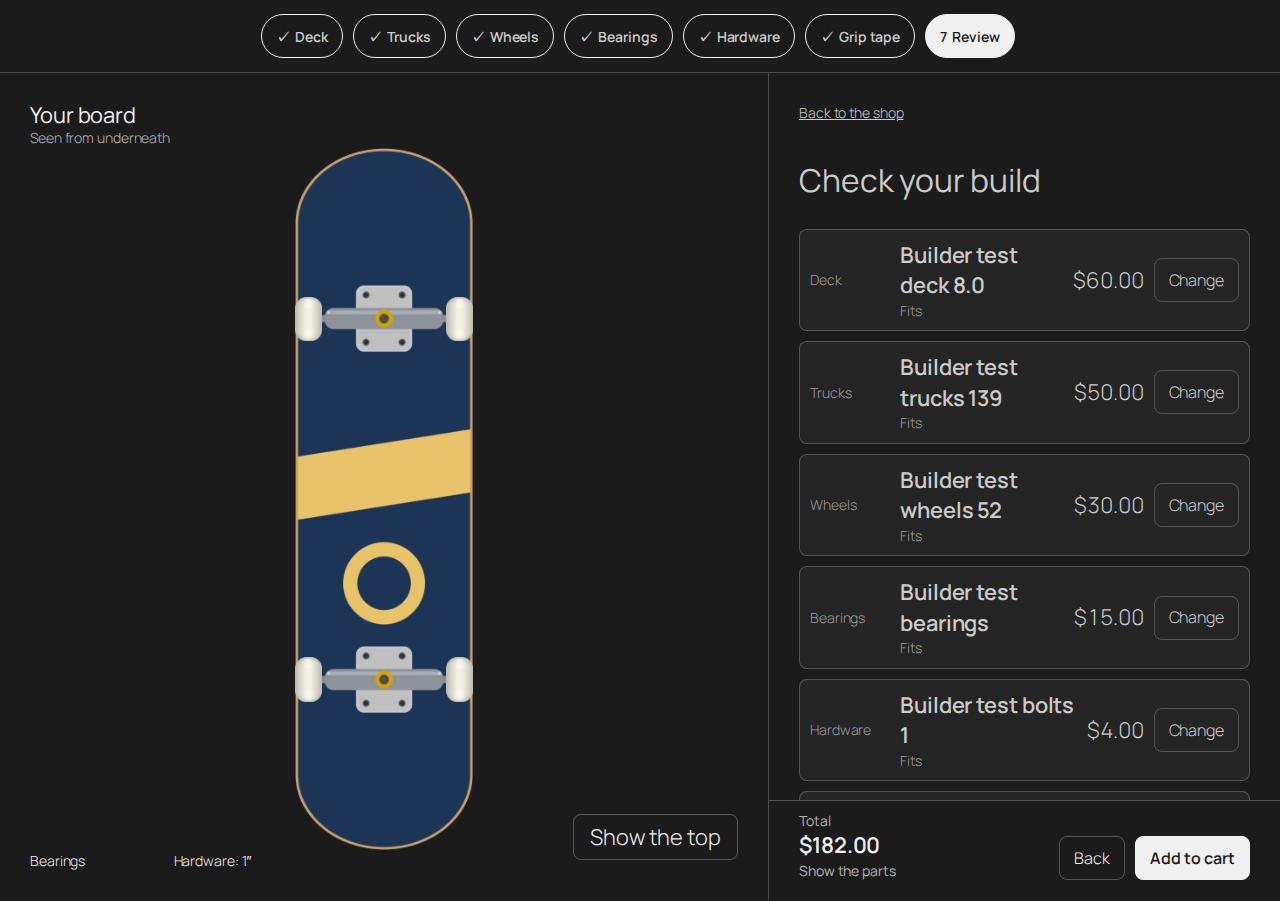 ✓ Deck
✓ Trucks
✓ Wheels
✓ Bearings
✓ Hardware
✓ Grip tape
7 Review
Your board
Seen from underneath
Bearings
Hardware: 1″
Show the top
Back to the shop
Check your build
Deck
Builder test
deck 8.0
Fits
$60.00
Change
Trucks
Builder test
trucks 139
Fits
$50.00
Change
Wheels
Builder test
wheels 52
Fits
$30.00
Change
Bearings
Builder test
bearings
Fits
$15.00
Change
Hardware
Builder test bolts
1
Fits
$4.00
Change
Total
$182.00
Show the parts
Back
Add to cart